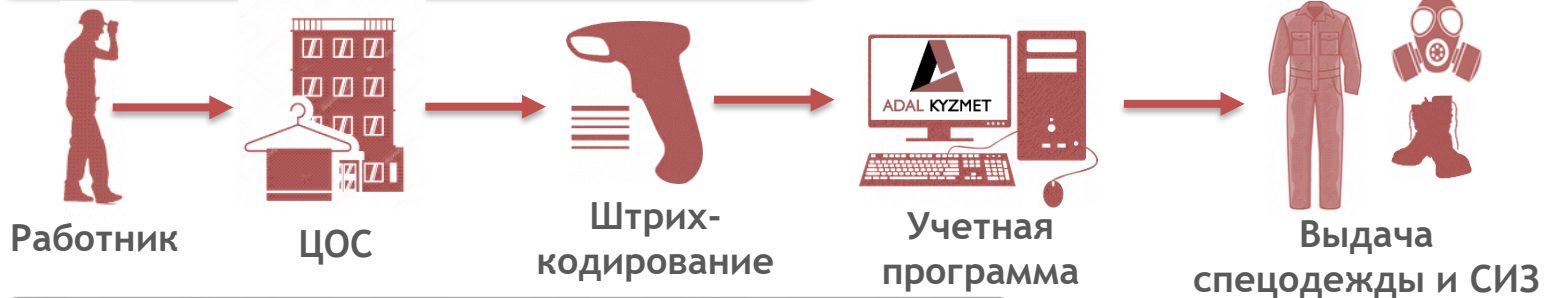 ADAL KYZMET
Работник
ЦОС
Штрих-
кодирование
Учетная
программа
Выдача
спецодежды и СИЗ